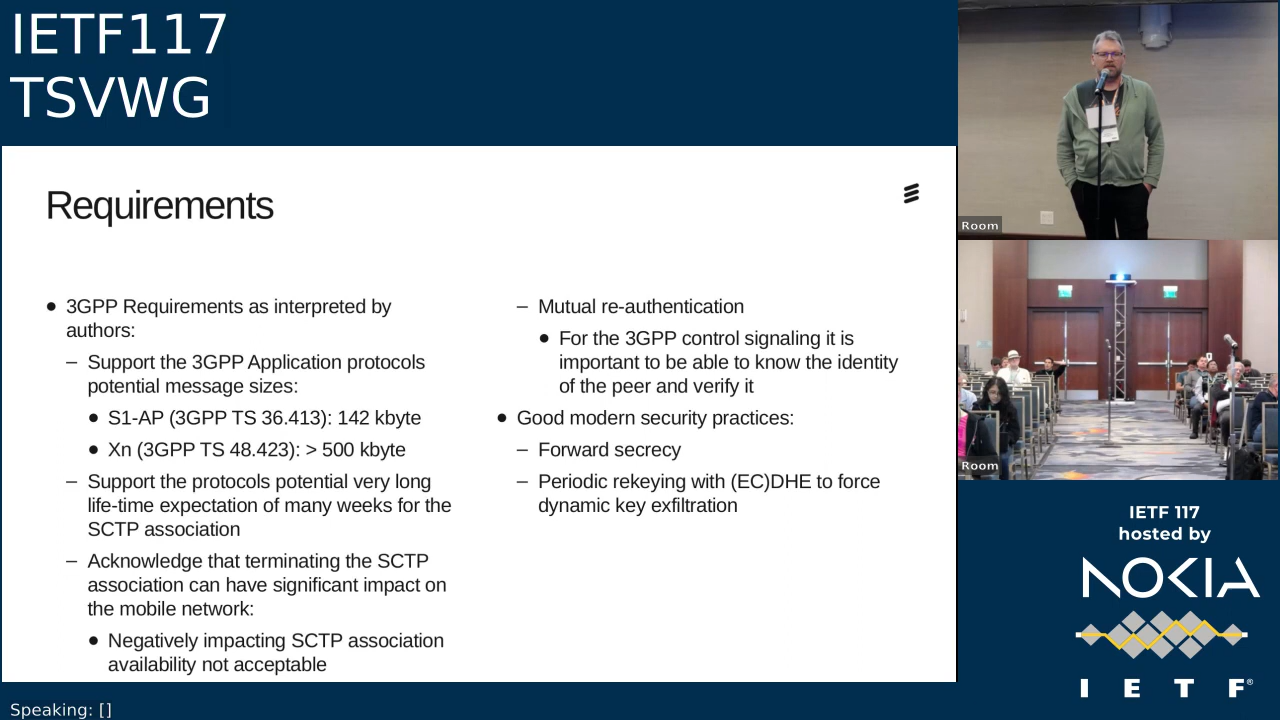 IETF117
TSVWG
Requirements
● 3GPP Requirements as interpreted by
authors:
– Support the 3GPP Application protocols
potential message sizes:
● S1-AP (3GPP TS 36.413): 142 kbyte
● Xn (3GPP TS 48.423): > 500 kbyte
– Support the protocols potential very long
life-time expectation of many weeks for the
SCTP association
– Acknowledge that terminating the SCTP
association can have significant impact on
the mobile network:
● Negatively impacting SCTP association
availability not acceptable
– Mutual re-authentication
● For the 3GPP control signaling it is
important to be able to know the identity
of the peer and verify it
● Good modern security practices:
– Forward secrecy
– Periodic rekeying with (EC)DHE to force
dynamic key exfiltration
Room
Room
IETF 117
hosted by
NOKIA
I E T F®
Speaking: []